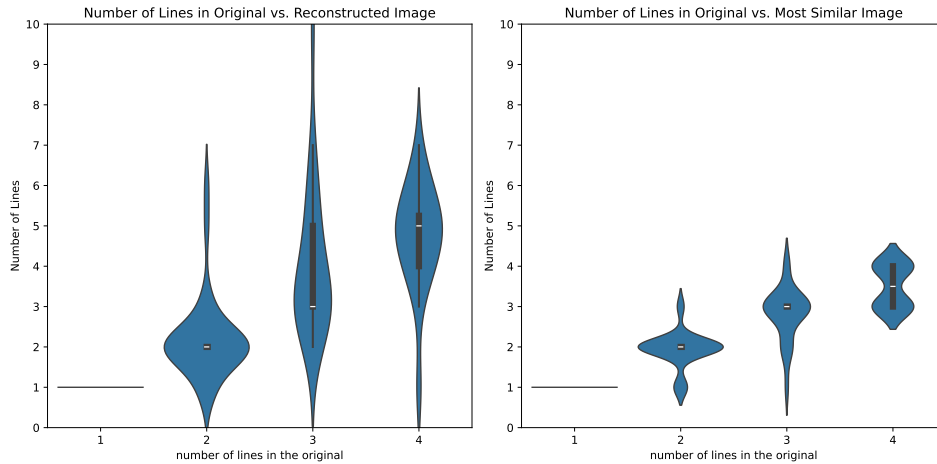 Number of Lines in Original vs. Reconstructed Image
Number of Lines
10
9
8
7
6
5
4
3
2
1
0
1 2 3 4
number of lines in the original
Number of Lines in Original vs. Most Similar Image
Number of Lines
10
9
8
7
6
5
4
3
2
1
0
1 2 3 4
number of lines in the original